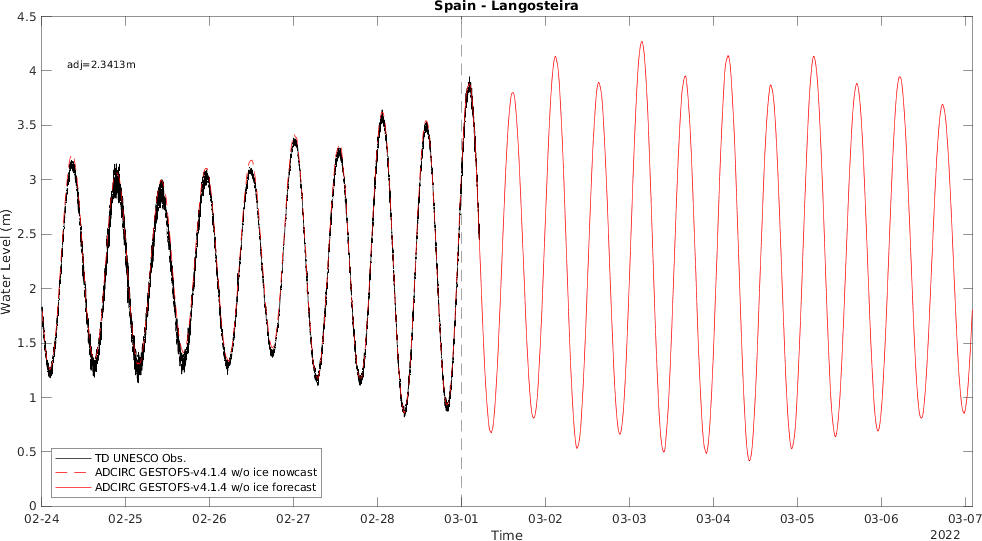 Spain - Langosteira
4.5
4
3.5
3
2.5
2
1.5
1
0.5
0
Water Level (m)
adj=2.3413m
TD UNESCO Obs.
ADCIRC GESTOFS-v4.1.4 w/o ice nowcast
ADCIRC GESTOFS-v4.1.4 w/o ice forecast
02-24 02-25 02-26 02-27 02-28 03-01 03-02 03-03 03-04 03-05 03-06 03-07
Time
2022